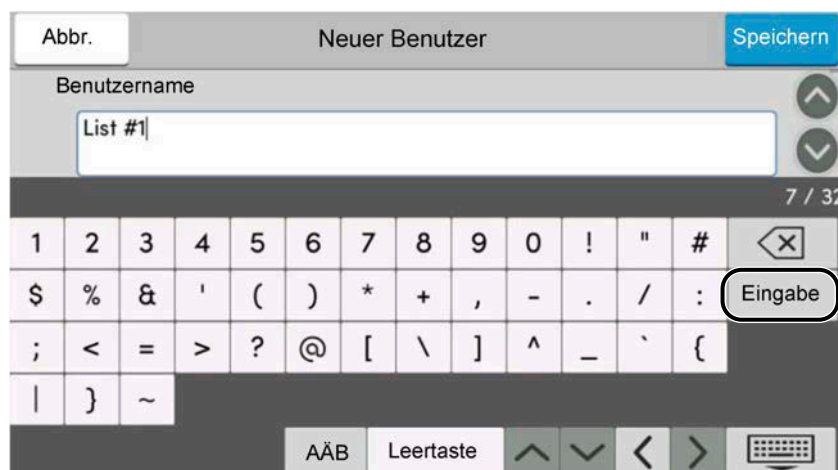 Abbr. Neuer Benutzer Speichern
Benutzername
List #1
7 / 32
1 2 3 4 5 6 7 8 9 0 ! " #
$ % & ' ( ) * + , - . / :
Eingabe
; < = > ? @ [ \ ] ^ _ ` {
| } ~
AÄB Leertaste